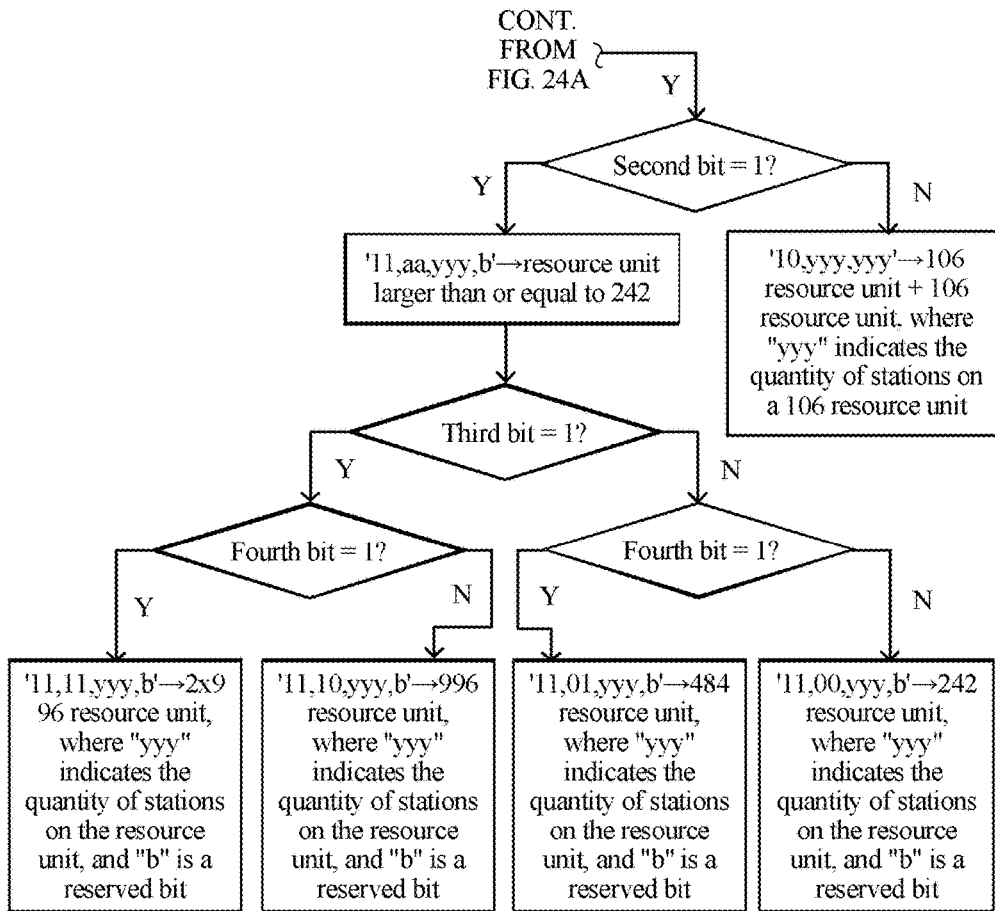 CONT.
FROM
FIG. 24A
Y
Second bit = 1?
Y
N
'11,aa,yyy,b'→resource unit
larger than or equal to 242
'10,yyy,yyy'→106
resource unit + 106
resource unit, where
"yyy" indicates the
quantity of stations on
a 106 resource unit
Third bit = 1?
Y
N
Fourth bit = 1?
Fourth bit = 1?
Y
N
Y
N
'11,11,yyy,b'→2x9
96 resource unit,
where "yyy"
indicates the
quantity of stations
on the resource
unit, and "b" is a
reserved bit
'11,10,yyy,b'→996
resource unit,
where "yyy"
indicates the
quantity of stations
on the resource
unit, and "b" is a
reserved bit
'11,01,yyy,b'→484
resource unit,
where "yyy"
indicates the
quantity of stations
on the resource
unit, and "b" is a
reserved bit
'11,00,yyy,b'→242
resource unit,
where "yyy"
indicates the
quantity of stations
on the resource
unit, and "b" is a
reserved bit